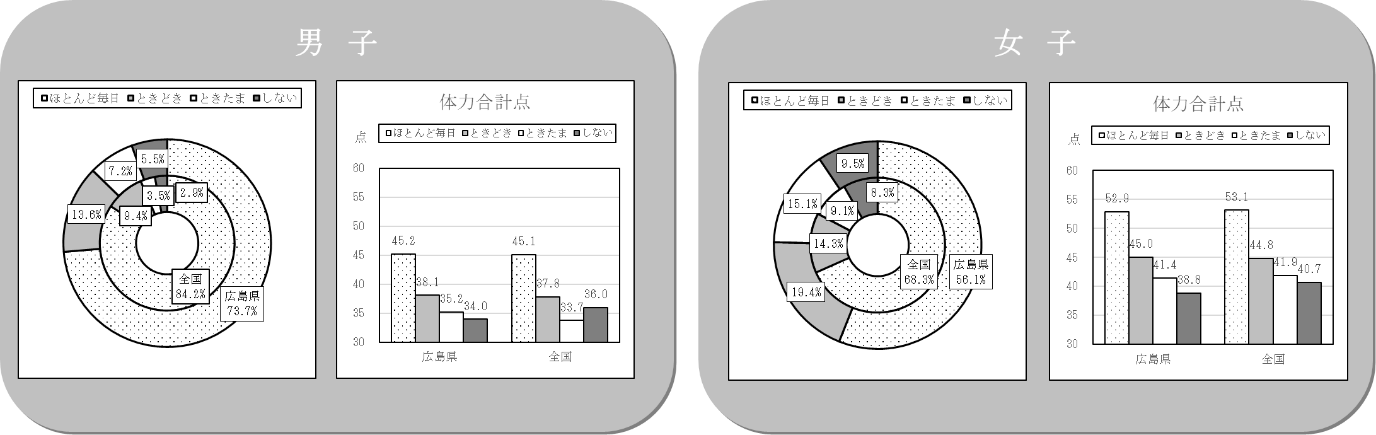 男 子
ほとんど毎日 ときどき ときたま しない
5.5%
7.2%
3.5%
2.9%
13.6%
9.4%
全国
84.2%
広島県
73.7%
体力合計点
点
ほとんど毎日 ときどき ときたま しない
60
55
50
45
40
35
30
45.2
38.1
35.2
34.0
45.1
37.8
33.7
36.0
広島県
全国
女 子
ほとんど毎日 ときどき ときたま しない
9.5%
8.3%
15.1%
9.1%
14.3%
19.4%
全国
68.3%
広島県
56.1%
体力合計点
点
ほとんど毎日 ときどき ときたま しない
60
55
50
45
40
35
30
52.9
45.0
41.4
38.8
53.1
44.8
41.9
40.7
広島県
全国